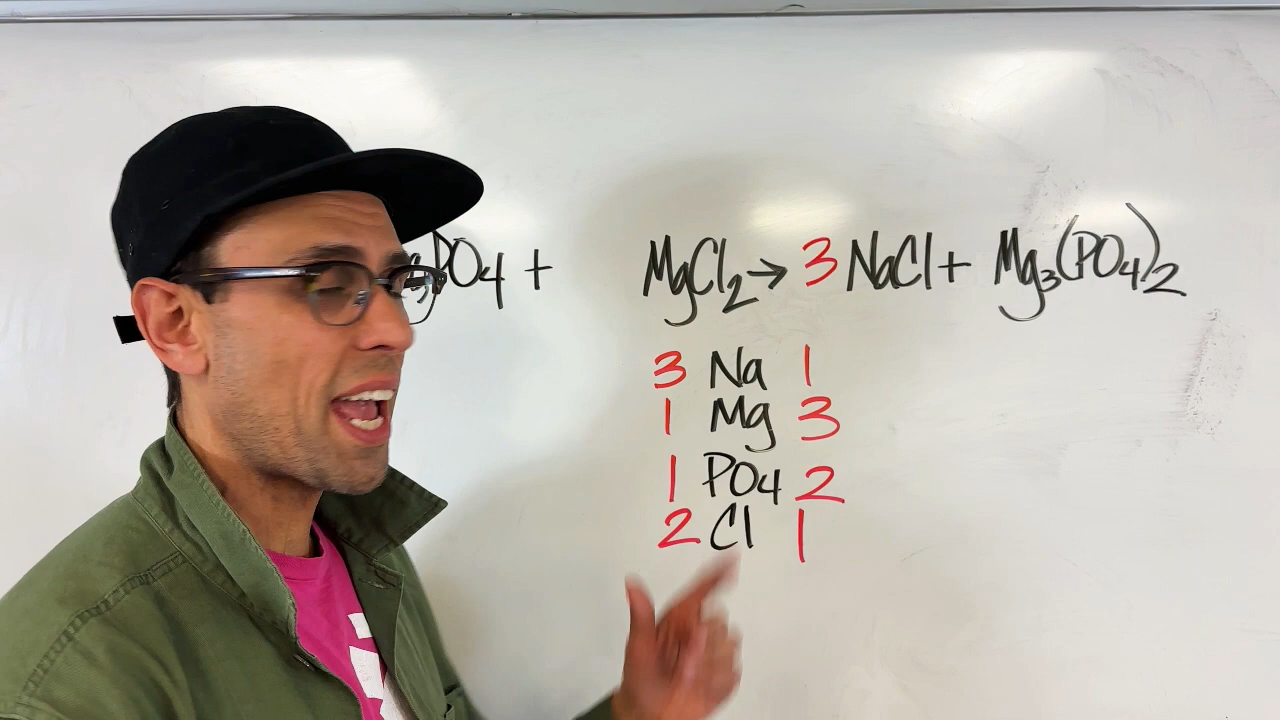 PO₄ + MgCl₂ → 3 NaCl + Mg₃(PO₄)₂
3 Na 1
1 Mg 3
1 PO₄ 2
2 Cl 1